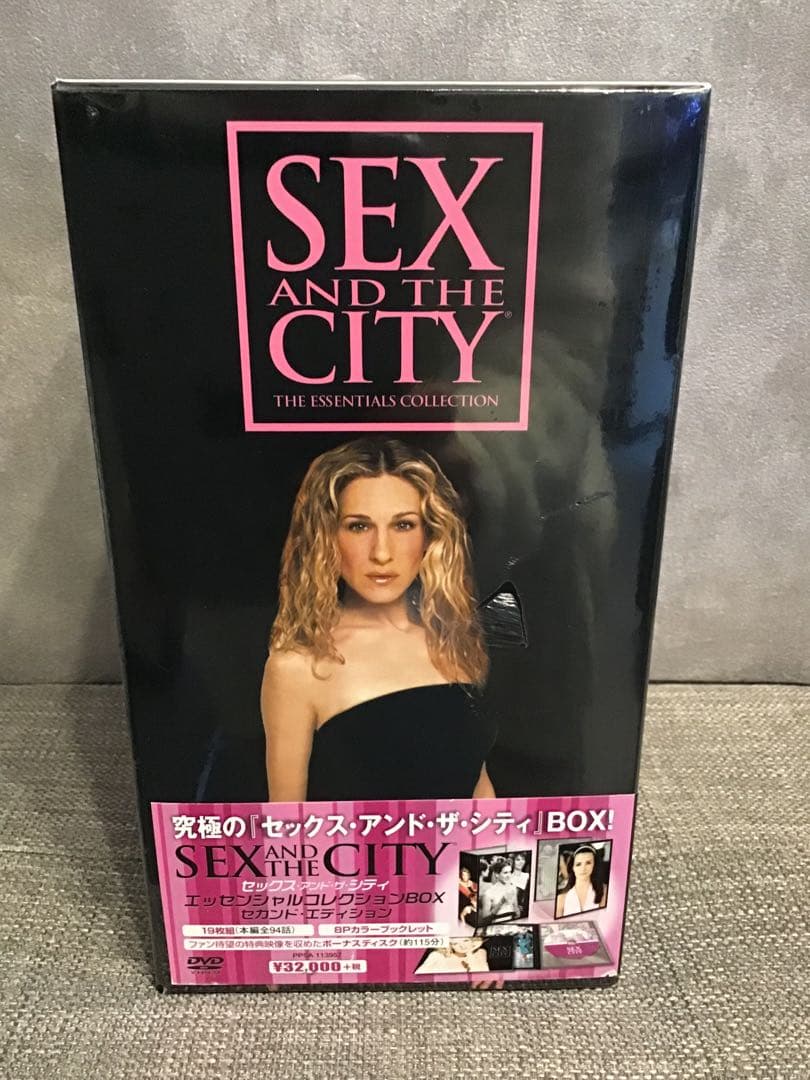 SEX
AND THE
CITY®
THE ESSENTIALS COLLECTION
究極の『セックス・アンド・ザ・シティ』BOX!
SEX AND THE CITY™
セックス・アンド・ザ・シティ
エッセンシャルコレクションBOX
セカンド・エディション
19枚組(本編全94話) 8Pカラーブックレット
ファン待望の特典映像を収めたボーナスディスク(約115分)
DVD
¥32,000+税